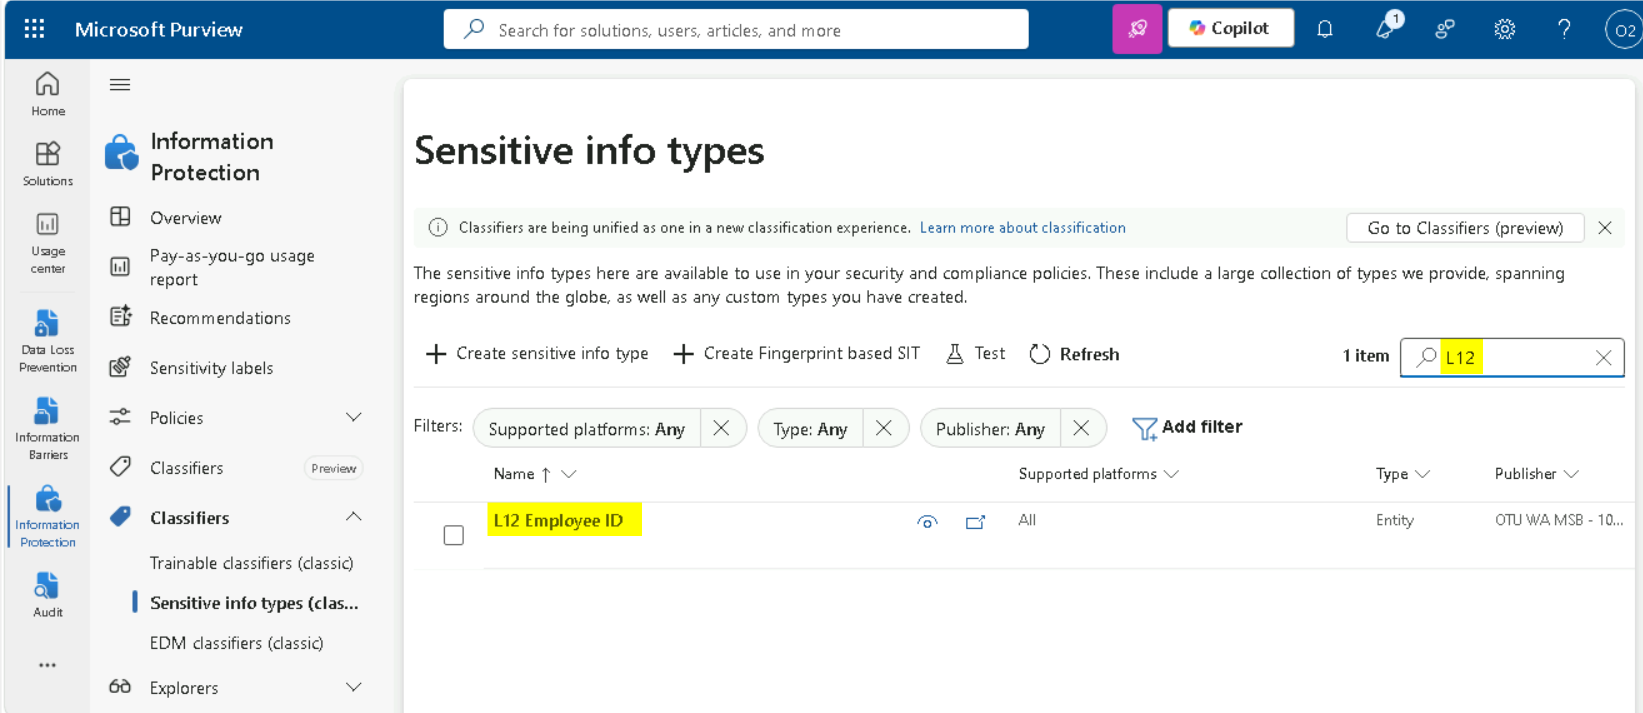 Microsoft Purview
Search for solutions, users, articles, and more
Copilot
1
?
O2
Home
Solutions
Usage
center
Data Loss
Prevention
Information
Barriers
Information
Protection
Audit
...
Information
Protection
Overview
Pay-as-you-go usage
report
Recommendations
Sensitivity labels
Policies
Classifiers Preview
Classifiers
Trainable classifiers (classic)
Sensitive info types (clas...
EDM classifiers (classic)
Explorers
Sensitive info types
Classifiers are being unified as one in a new classification experience. Learn more about classification
Go to Classifiers (preview)
The sensitive info types here are available to use in your security and compliance policies. These include a large collection of types we provide, spanning
regions around the globe, as well as any custom types you have created.
Create sensitive info type Create Fingerprint based SIT Test Refresh 1 item L12
Filters: Supported platforms: Any Type: Any Publisher: Any Add filter
Name Supported platforms Type Publisher
L12 Employee ID All Entity OTU WA MSB - 10...